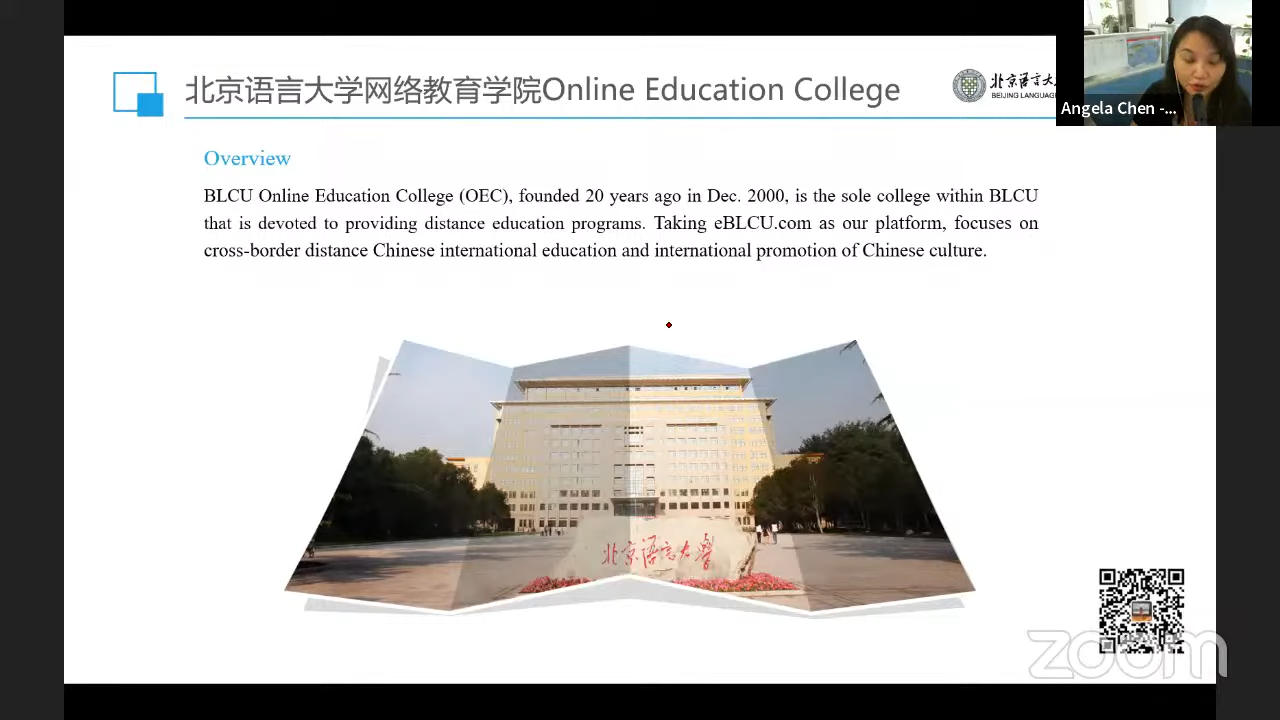 北京语言大学网络教育学院Online Education College
北京语言大
BEIJING LANGUAG
Angela Chen -...
Overview
BLCU Online Education College (OEC), founded 20 years ago in Dec. 2000, is the sole college within BLCU
that is devoted to providing distance education programs. Taking eBLCU.com as our platform, focuses on
cross-border distance Chinese international education and international promotion of Chinese culture.
北京语言大學
zoom